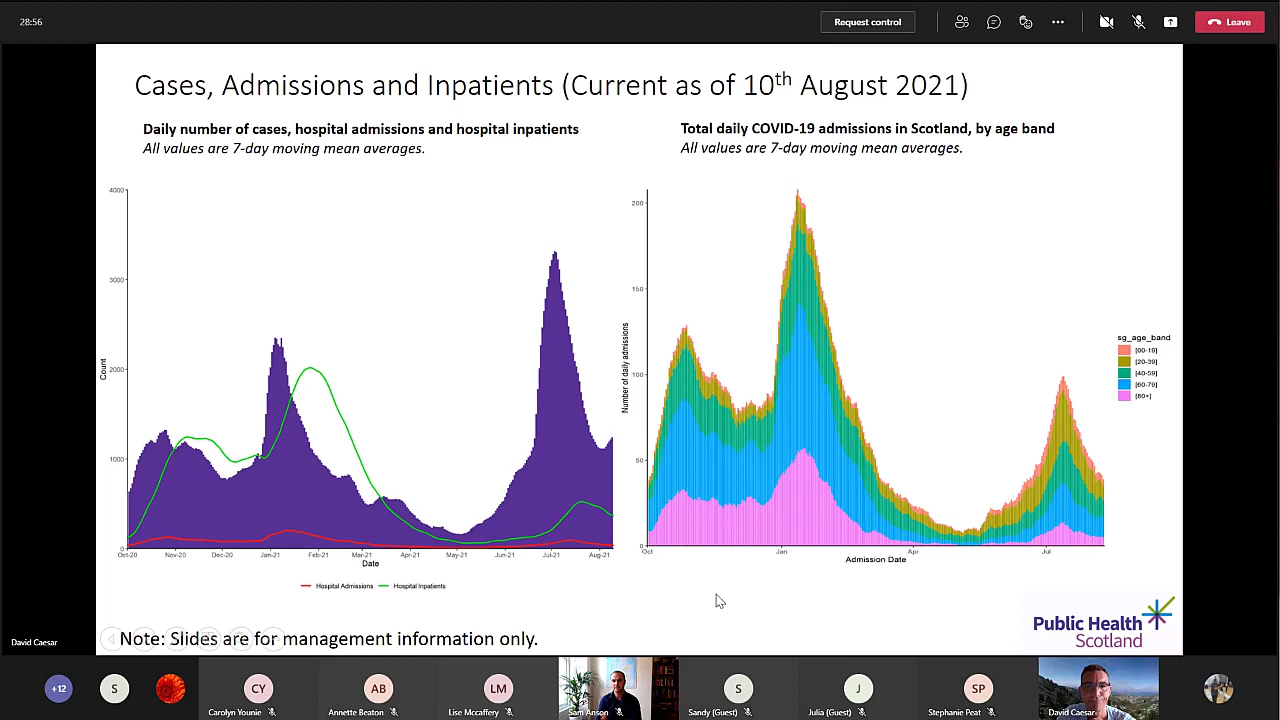 28:56
Request control
Leave
Cases, Admissions and Inpatients (Current as of 10th August 2021)
Daily number of cases, hospital admissions and hospital inpatients
All values are 7-day moving mean averages.
Total daily COVID-19 admissions in Scotland, by age band
All values are 7-day moving mean averages.
4000
3000
2000
1000
0
Count
Oct-20 Nov-20 Dec-20 Jan-21 Feb-21 Mar-21 Apr-21 May-21 Jun-21 Jul-21 Aug-21
Date
Hospital Admissions Hospital Inpatients
200
150
100
50
0
Number of daily admissions
Oct Jan Apr Jul
Admission Date
sg_age_band
[00-19]
[20-39]
[40-59]
[60-79]
[80+]
Public Health
Scotland
Note: Slides are for management information only.
David Caesar
+12
S
CY
Carolyn Younie
AB
Annette Beaton
LM
Lise Mccaffery
Sam Anson
S
Sandy (Guest)
J
Julia (Guest)
SP
Stephanie Peat
David Caesar